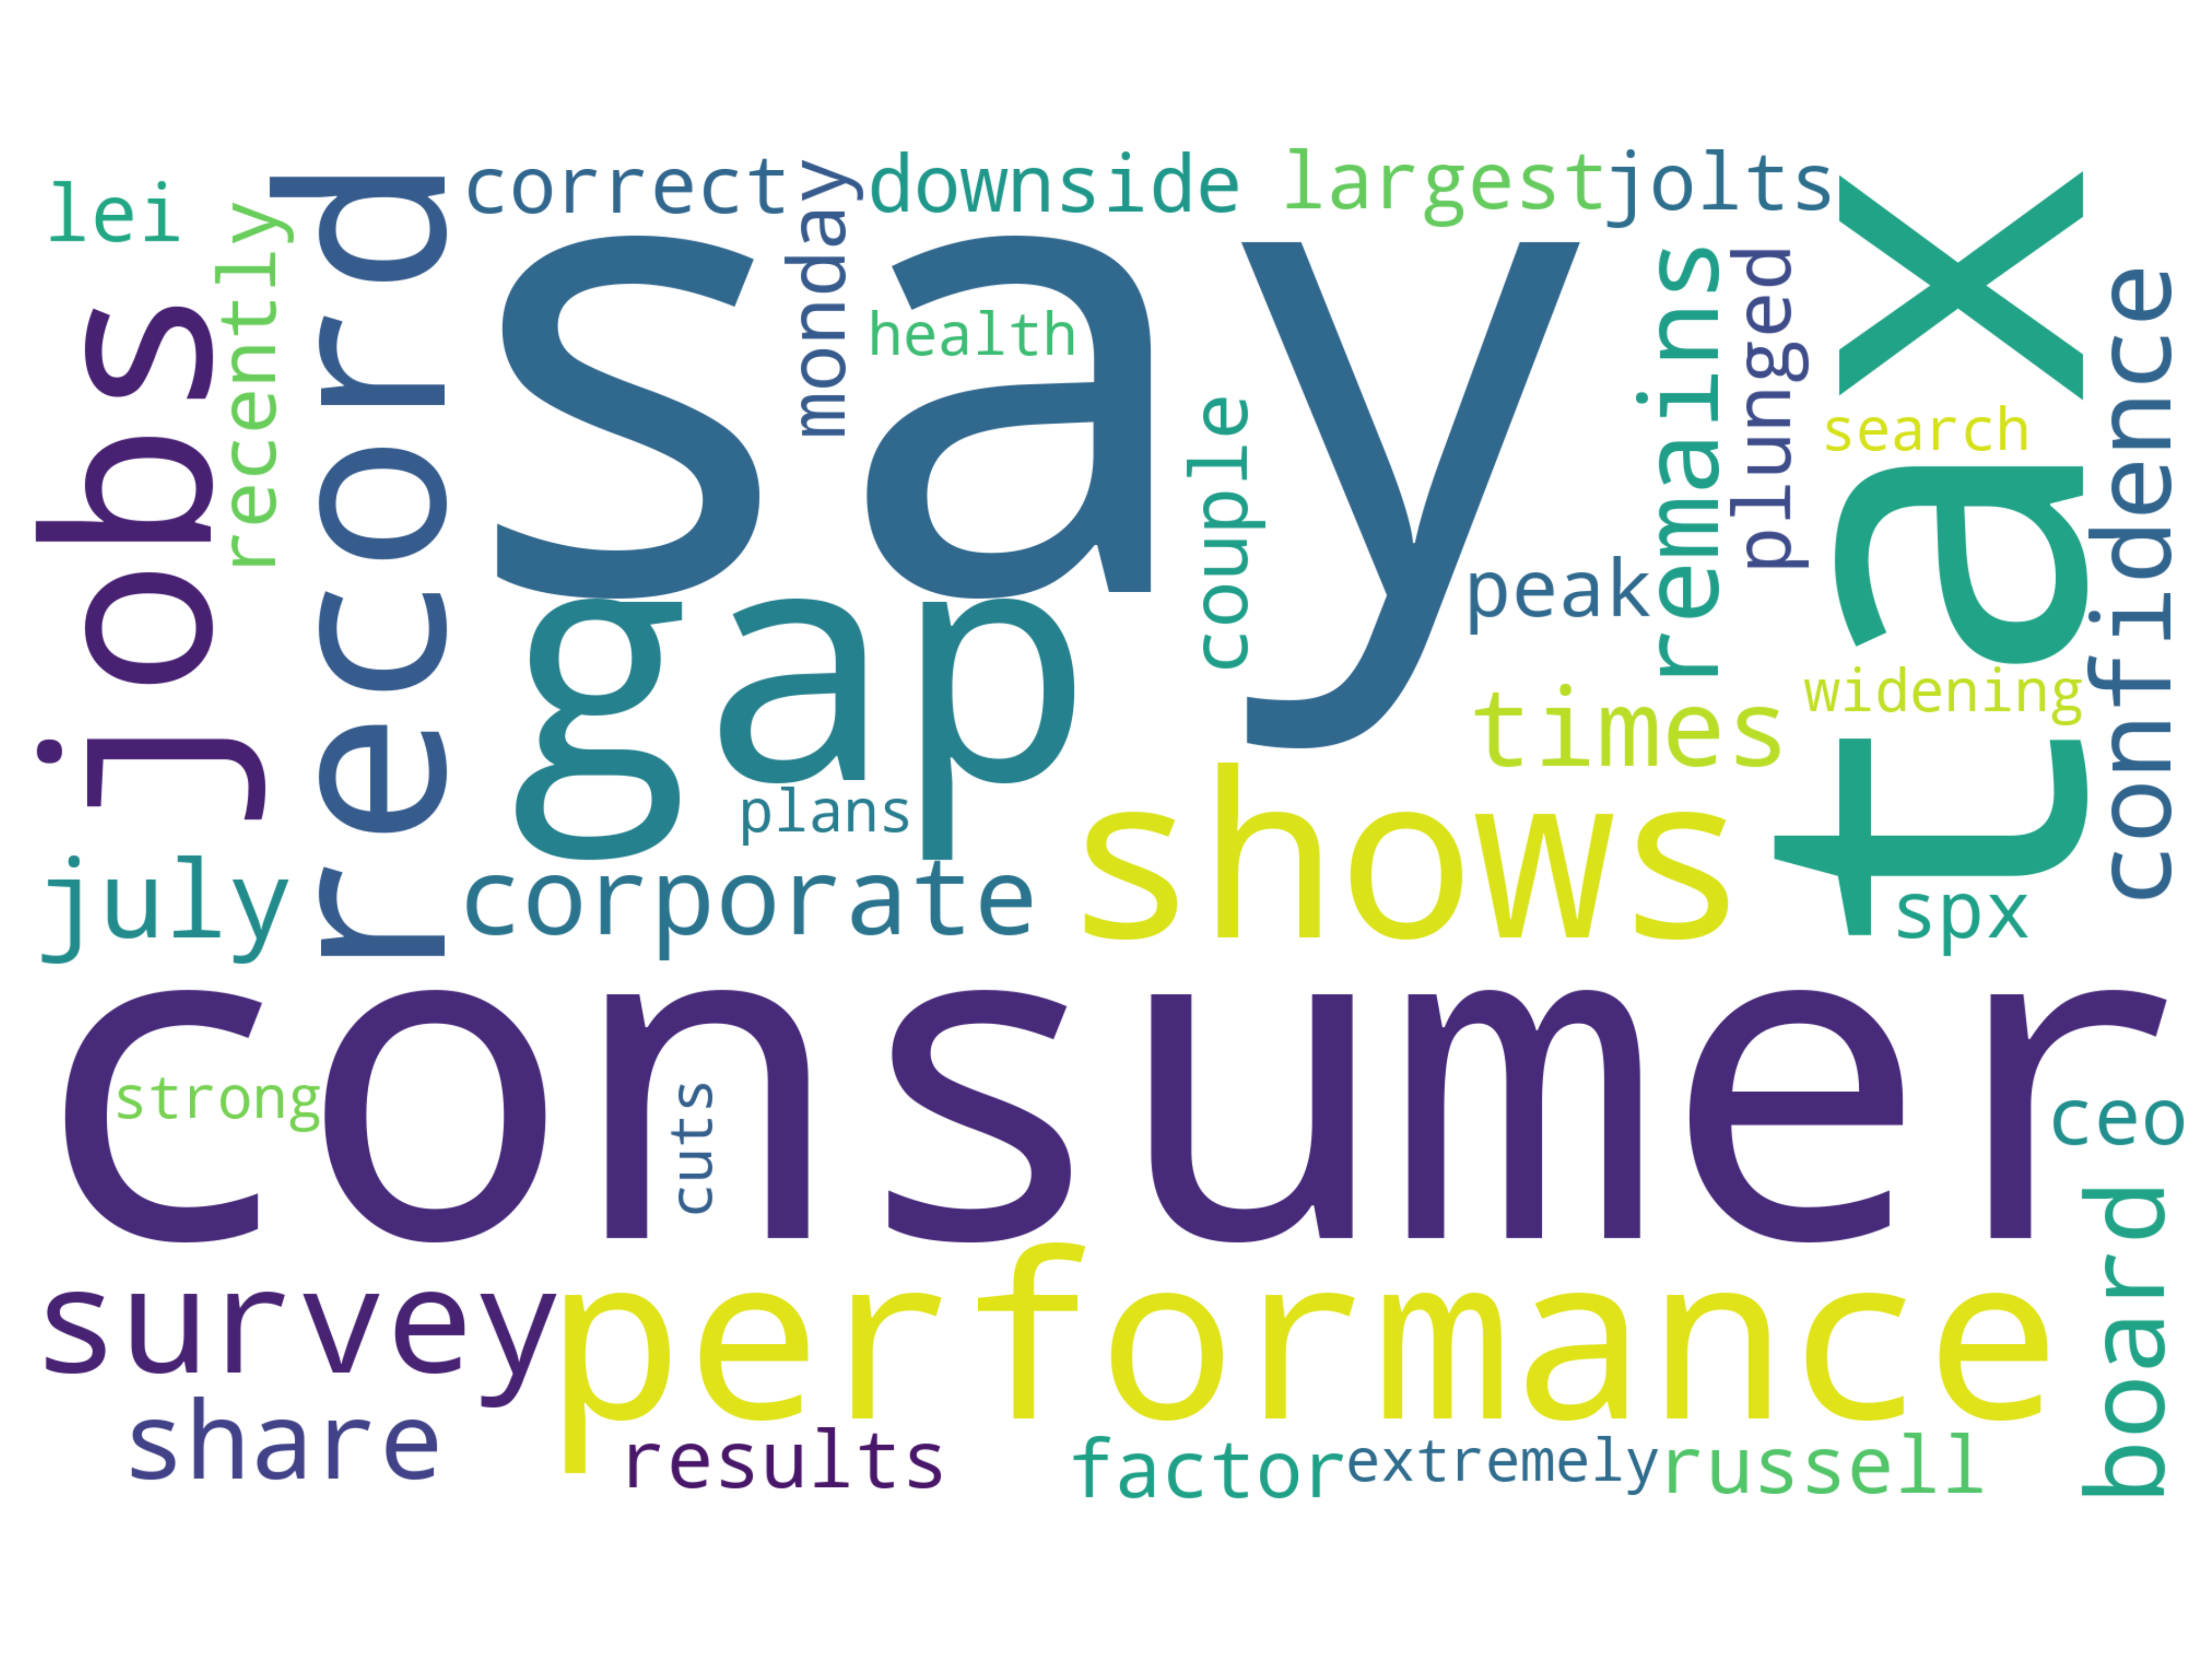 lei
recently
jobs
record
correct
monday
downside
largest
jolts
say
health
couple
remains
plunged
tax
search
confidence
peak
gap
times
widening
plans
shows
july
corporate
spx
consumer
strong
cuts
ceo
survey
performance
board
share
results
factor
extremely
russell